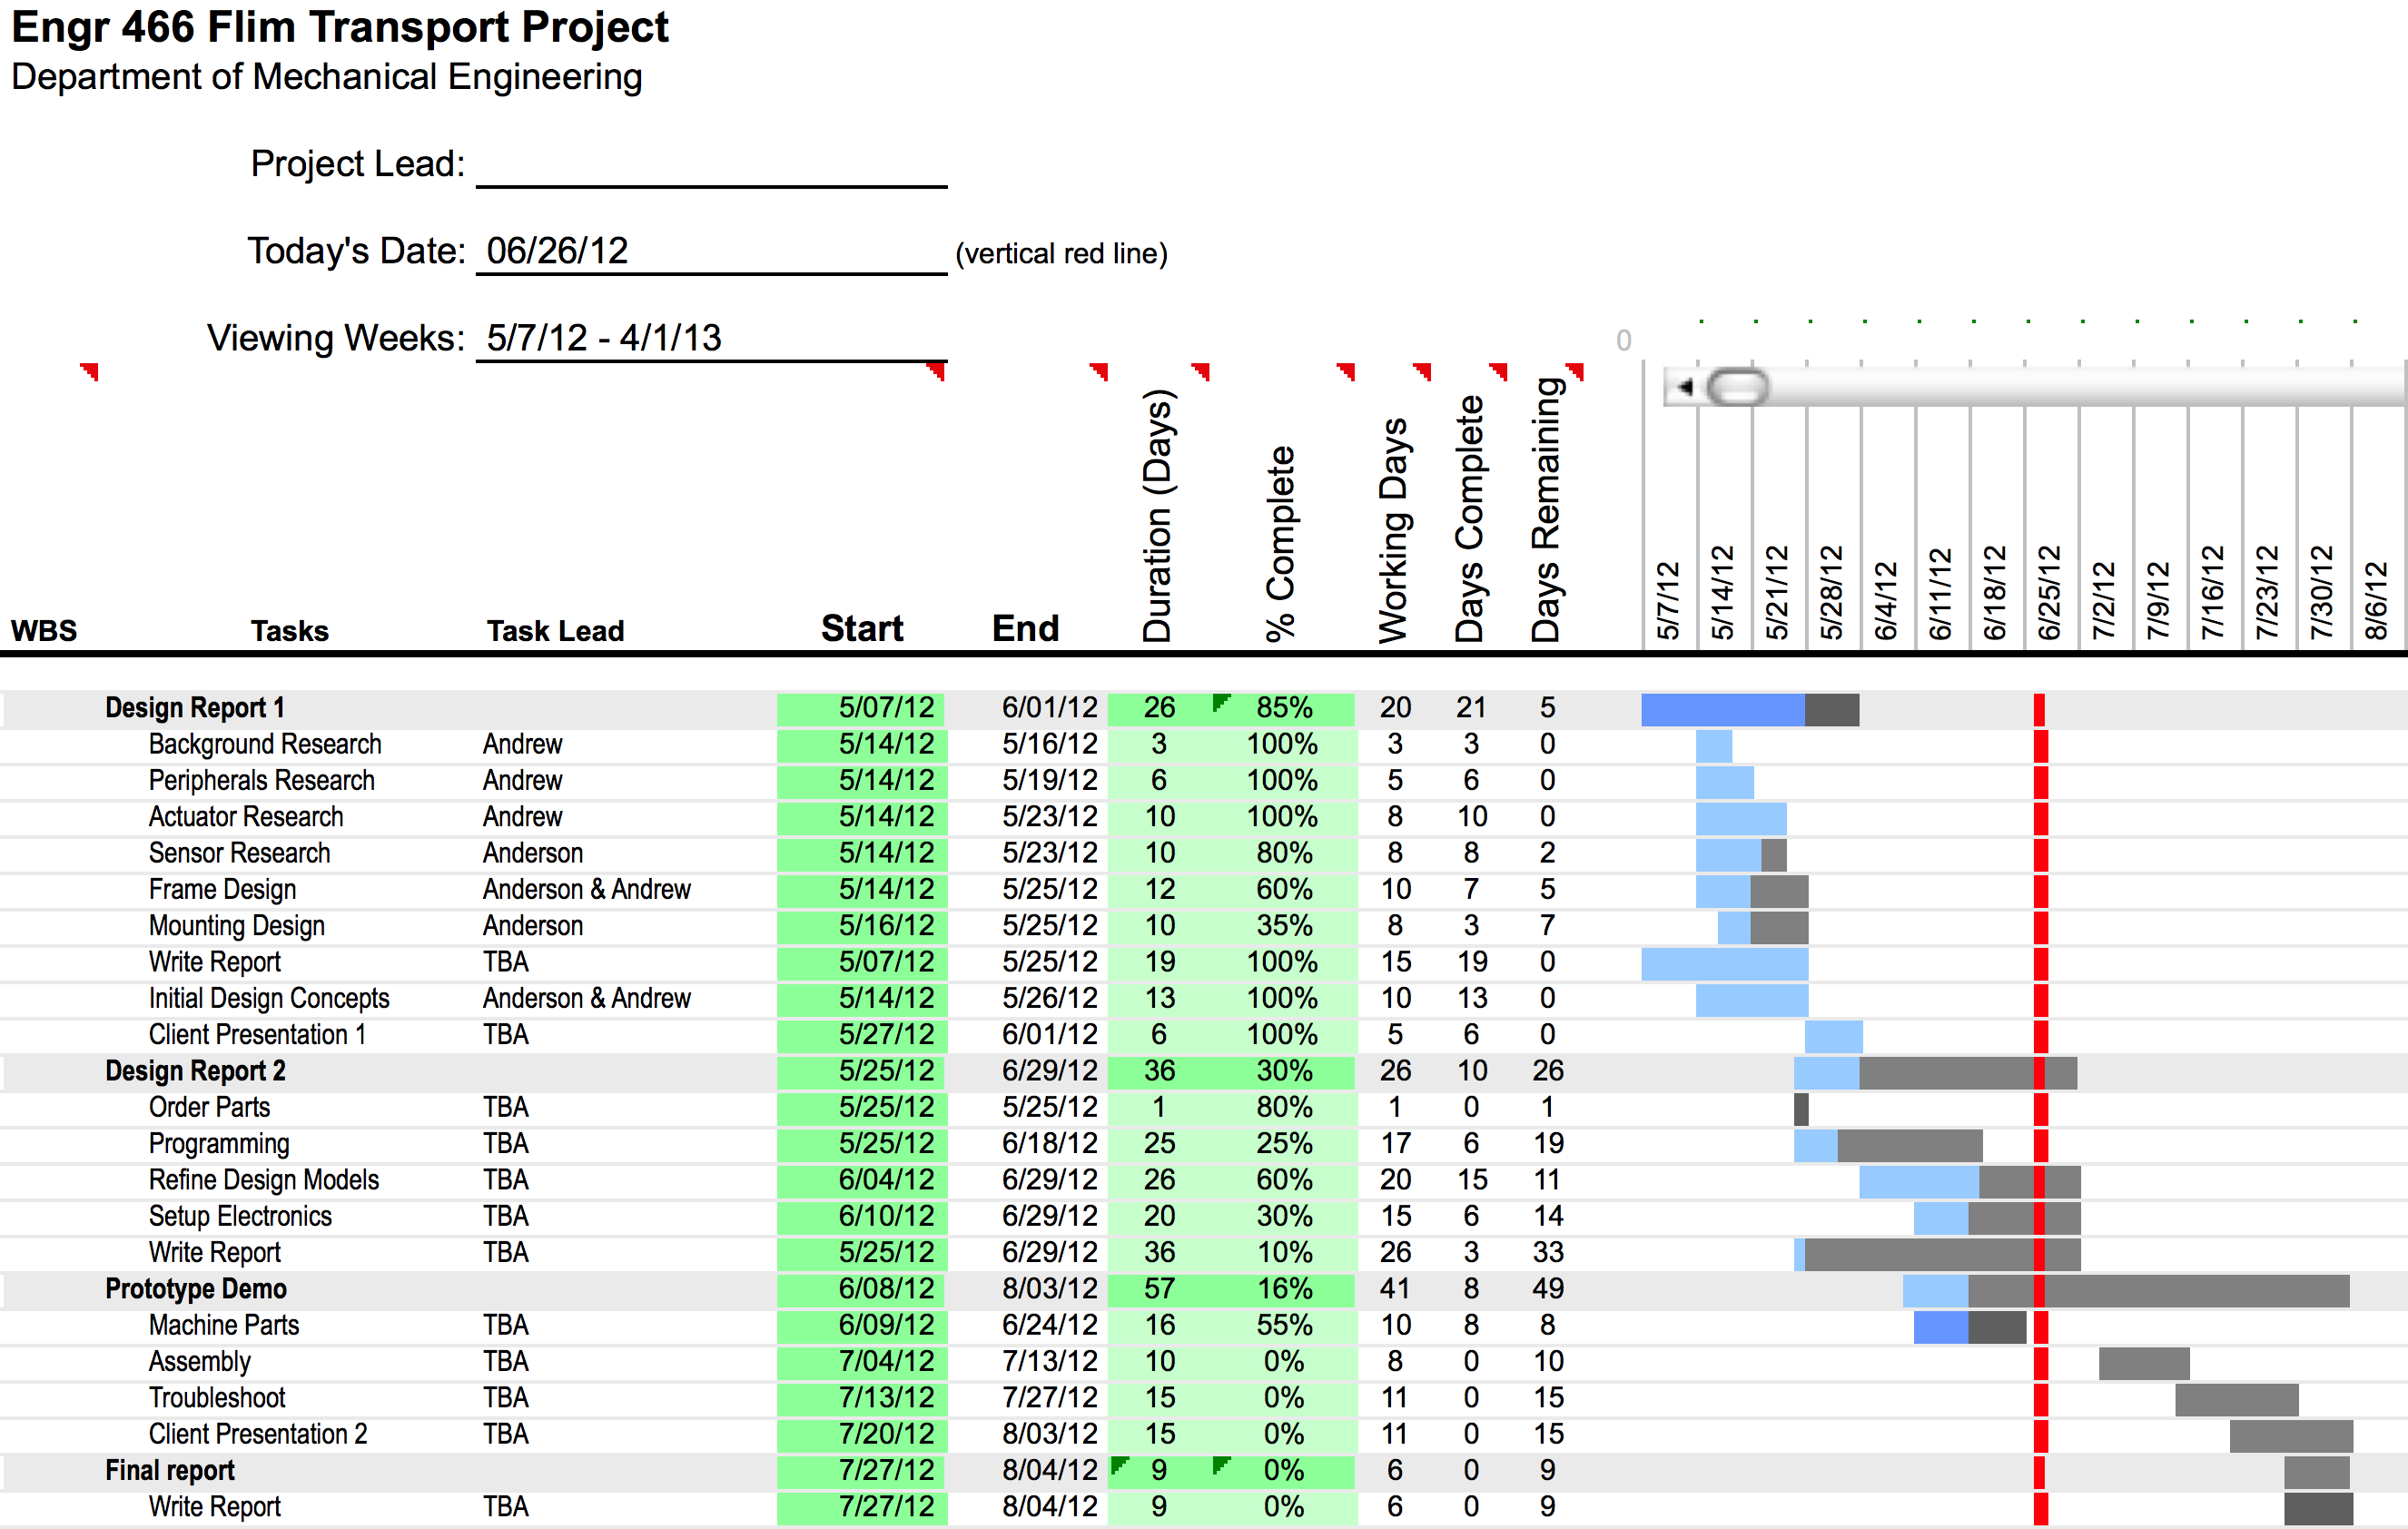 Engr 466 Flim Transport Project
Department of Mechanical Engineering
Project Lead:
Today's Date: 06/26/12 (vertical red line)
Viewing Weeks: 5/7/12 - 4/1/13 0
WBS Tasks Task Lead Start End Duration (Days) % Complete Working Days Days Complete Days Remaining 5/7/12 5/14/12 5/21/12 5/28/12 6/4/12 6/11/12 6/18/12 6/25/12 7/2/12 7/9/12 7/16/12 7/23/12 7/30/12 8/6/12
Design Report 1 5/07/12 6/01/12 26 85% 20 21 5
Background Research Andrew 5/14/12 5/16/12 3 100% 3 3 0
Peripherals Research Andrew 5/14/12 5/19/12 6 100% 5 6 0
Actuator Research Andrew 5/14/12 5/23/12 10 100% 8 10 0
Sensor Research Anderson 5/14/12 5/23/12 10 80% 8 8 2
Frame Design Anderson & Andrew 5/14/12 5/25/12 12 60% 10 7 5
Mounting Design Anderson 5/16/12 5/25/12 10 35% 8 3 7
Write Report TBA 5/07/12 5/25/12 19 100% 15 19 0
Initial Design Concepts Anderson & Andrew 5/14/12 5/26/12 13 100% 10 13 0
Client Presentation 1 TBA 5/27/12 6/01/12 6 100% 5 6 0
Design Report 2 5/25/12 6/29/12 36 30% 26 10 26
Order Parts TBA 5/25/12 5/25/12 1 80% 1 0 1
Programming TBA 5/25/12 6/18/12 25 25% 17 6 19
Refine Design Models TBA 6/04/12 6/29/12 26 60% 20 15 11
Setup Electronics TBA 6/10/12 6/29/12 20 30% 15 6 14
Write Report TBA 5/25/12 6/29/12 36 10% 26 3 33
Prototype Demo 6/08/12 8/03/12 57 16% 41 8 49
Machine Parts TBA 6/09/12 6/24/12 16 55% 10 8 8
Assembly TBA 7/04/12 7/13/12 10 0% 8 0 10
Troubleshoot TBA 7/13/12 7/27/12 15 0% 11 0 15
Client Presentation 2 TBA 7/20/12 8/03/12 15 0% 11 0 15
Final report 7/27/12 8/04/12 9 0% 6 0 9
Write Report TBA 7/27/12 8/04/12 9 0% 6 0 9